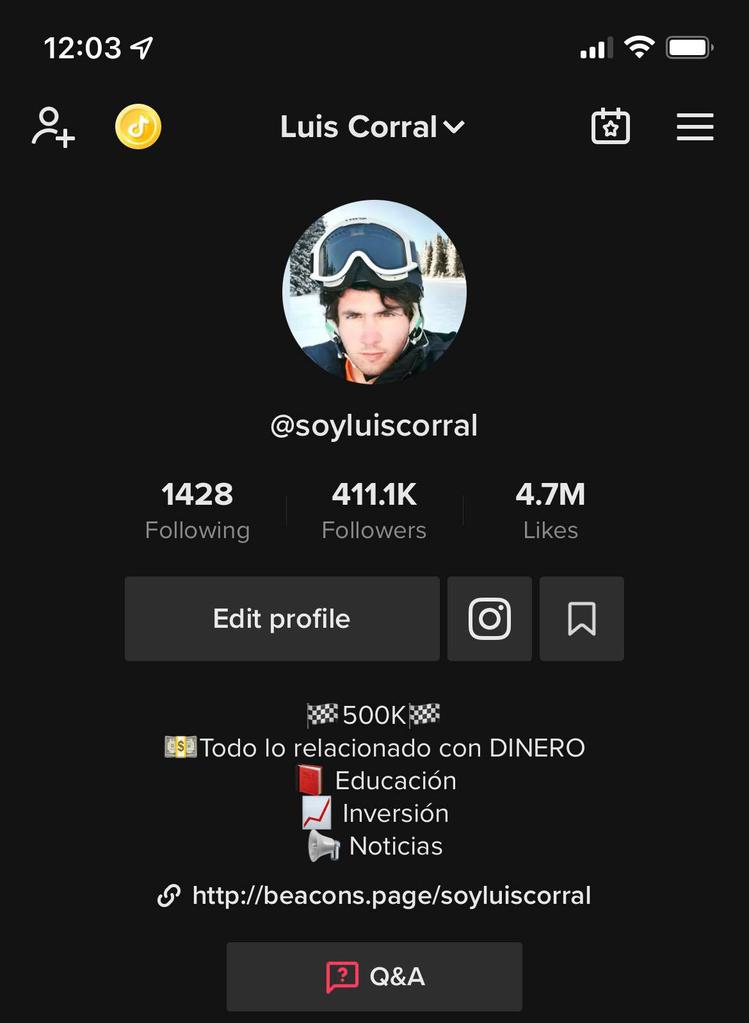 12:03
Luis Corral
@soyluiscorral
1428 411.1K 4.7M
Following Followers Likes
Edit profile
🏁500K🏁
💵Todo lo relacionado con DINERO
📕 Educación
📈 Inversión
📢 Noticias
http://beacons.page/soyluiscorral
Q&A